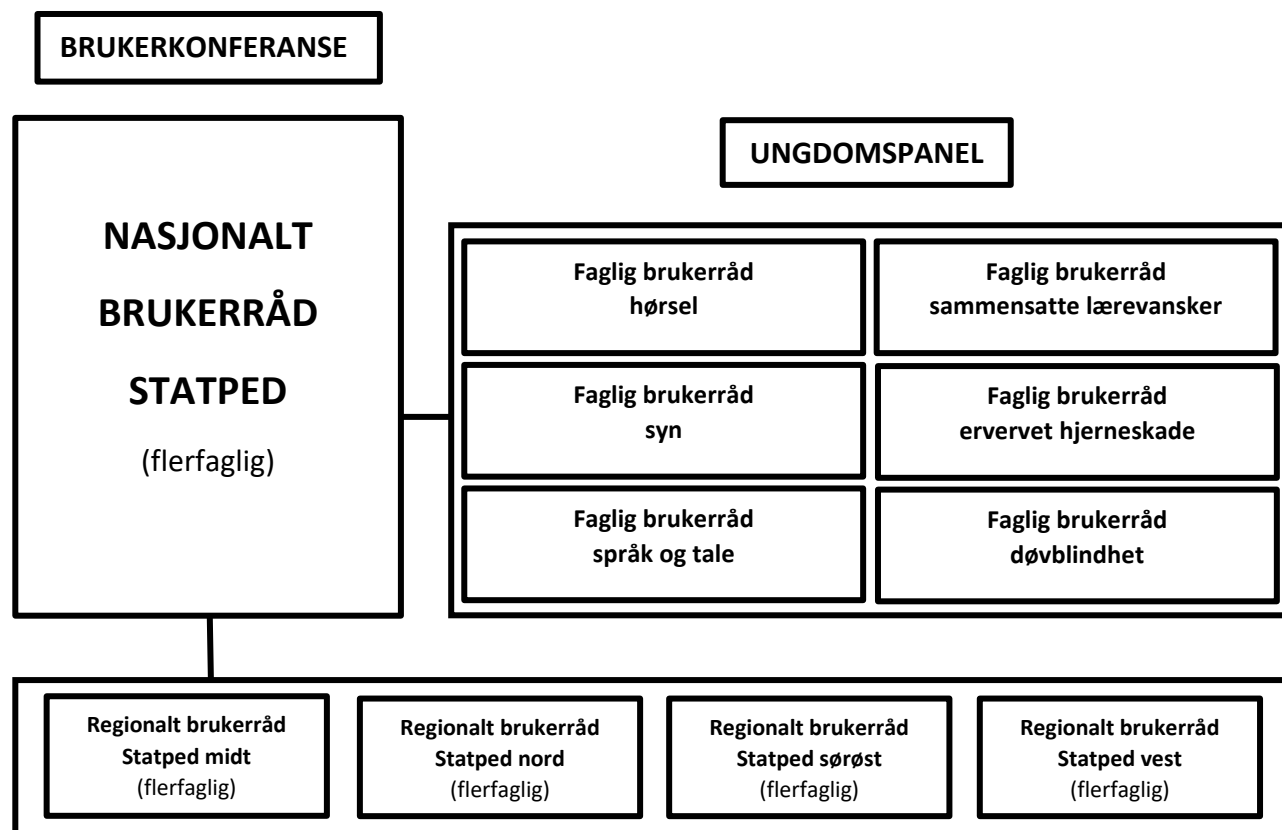 BRUKERKONFERANSE
UNGDOMSPANEL
NASJONALT
BRUKERRÅD
STATPED
(flerfaglig)
Faglig brukerråd
hørsel
Faglig brukerråd
sammensatte lærevansker
Faglig brukerråd
syn
Faglig brukerråd
ervervet hjerneskade
Faglig brukerråd
språk og tale
Faglig brukerråd
døvblindhet
Regionalt brukerråd
Statped midt
(flerfaglig)
Regionalt brukerråd
Statped nord
(flerfaglig)
Regionalt brukerråd
Statped sørøst
(flerfaglig)
Regionalt brukerråd
Statped vest
(flerfaglig)